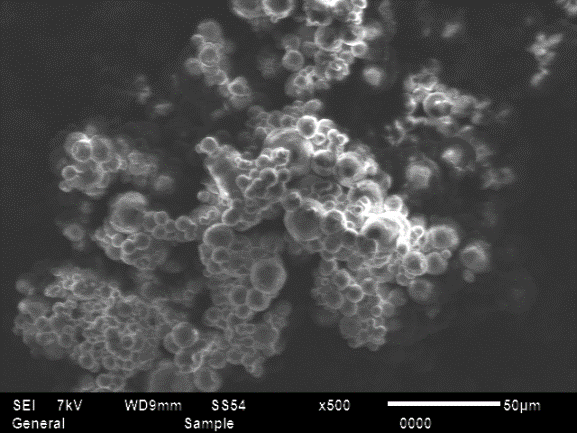 SEI 7kV WD9mm SS54 x500 50µm
General Sample 0000